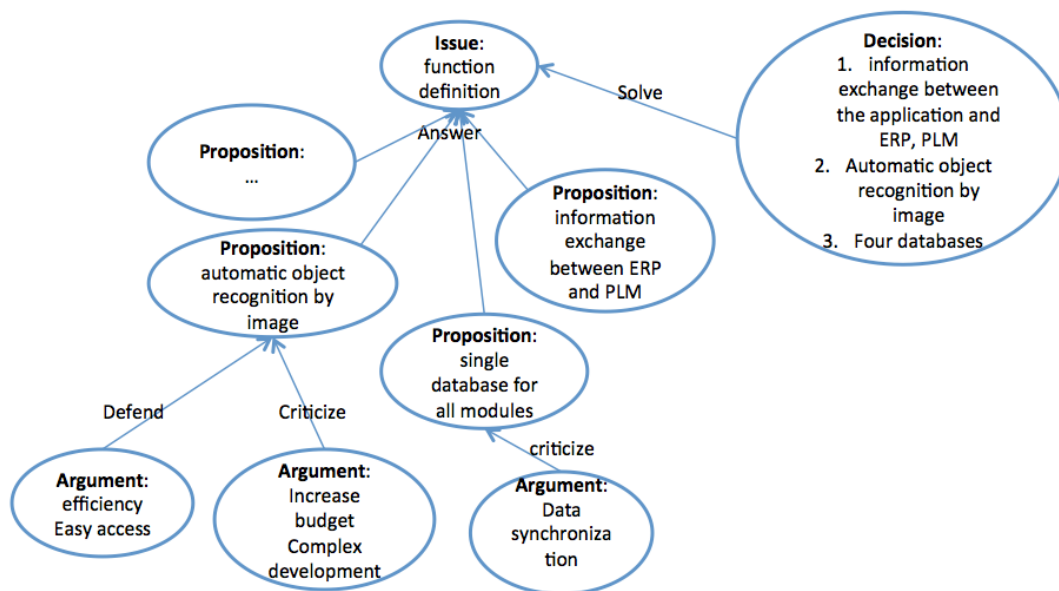 Issue:
function
definition
Decision:
1. information
exchange between
the application and
ERP, PLM
2. Automatic object
recognition by
image
3. Four databases
Solve
Answer
Proposition:
...
Proposition:
information
exchange
between ERP
and PLM
Proposition:
automatic object
recognition by
image
Proposition:
single
database for
all modules
Defend
Criticize
criticize
Argument:
efficiency
Easy access
Argument:
Increase
budget
Complex
development
Argument:
Data
synchroniza
tion